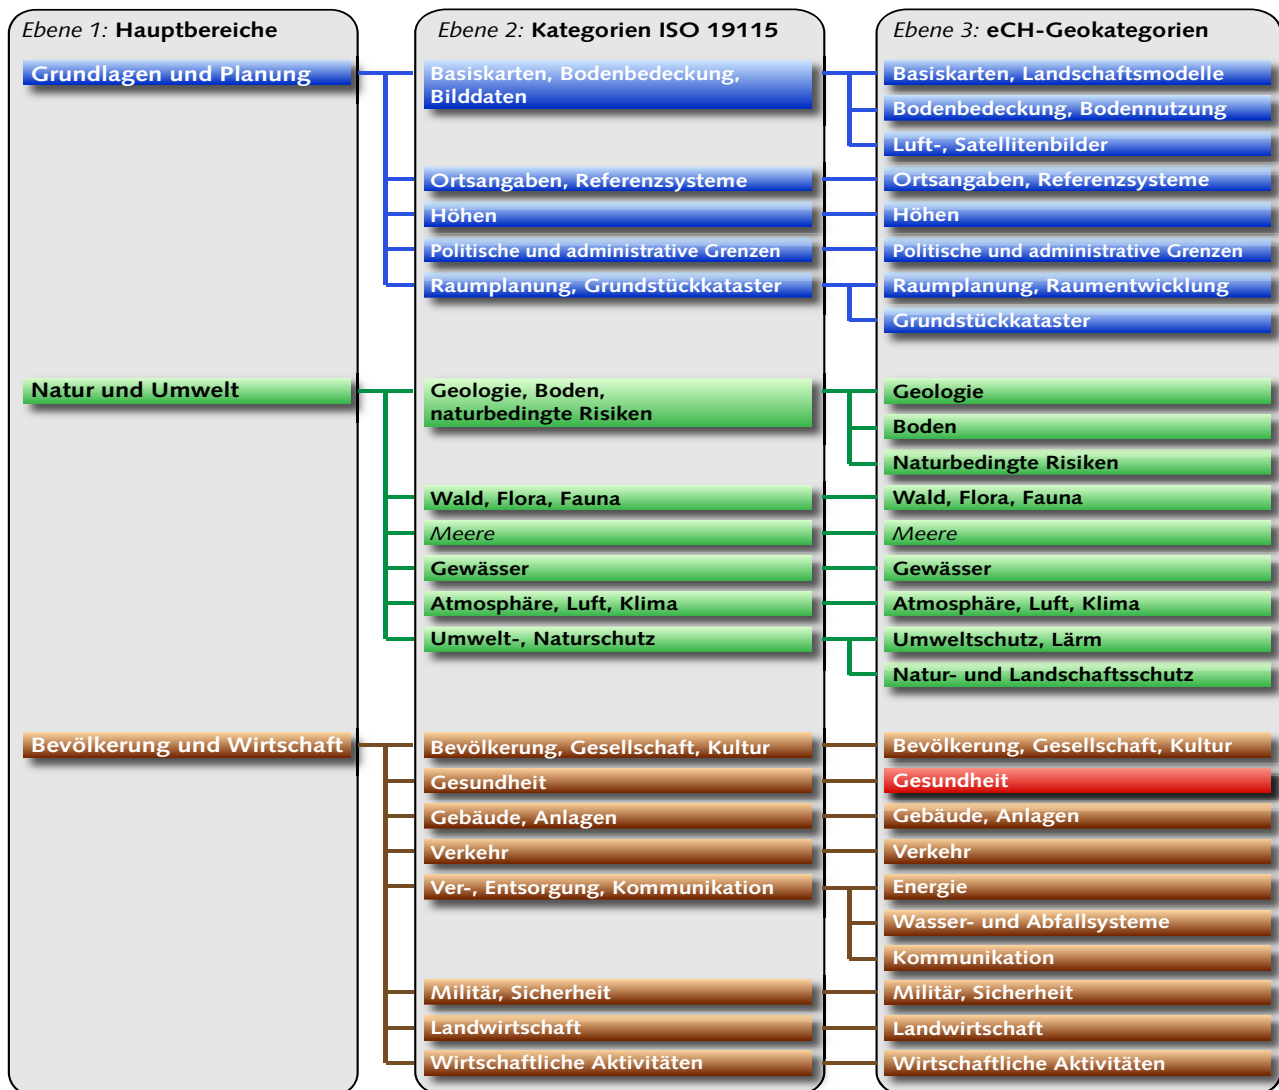 Ebene 1: Hauptbereiche
Grundlagen und Planung
Natur und Umwelt
Bevölkerung und Wirtschaft
Ebene 2: Kategorien ISO 19115
Basiskarten, Bodenbedeckung,
Bilddaten
Ortsangaben, Referenzsysteme
Höhen
Politische und administrative Grenzen
Raumplanung, Grundstückkataster
Geologie, Boden,
naturbedingte Risiken
Wald, Flora, Fauna
Meere
Gewässer
Atmosphäre, Luft, Klima
Umwelt-, Naturschutz
Bevölkerung, Gesellschaft, Kultur
Gesundheit
Gebäude, Anlagen
Verkehr
Ver-, Entsorgung, Kommunikation
Militär, Sicherheit
Landwirtschaft
Wirtschaftliche Aktivitäten
Ebene 3: eCH-Geokategorien
Basiskarten, Landschaftsmodelle
Bodenbedeckung, Bodennutzung
Luft-, Satellitenbilder
Ortsangaben, Referenzsysteme
Höhen
Politische und administrative Grenzen
Raumplanung, Raumentwicklung
Grundstückkataster
Geologie
Boden
Naturbedingte Risiken
Wald, Flora, Fauna
Meere
Gewässer
Atmosphäre, Luft, Klima
Umweltschutz, Lärm
Natur- und Landschaftsschutz
Bevölkerung, Gesellschaft, Kultur
Gesundheit
Gebäude, Anlagen
Verkehr
Energie
Wasser- und Abfallsysteme
Kommunikation
Militär, Sicherheit
Landwirtschaft
Wirtschaftliche Aktivitäten